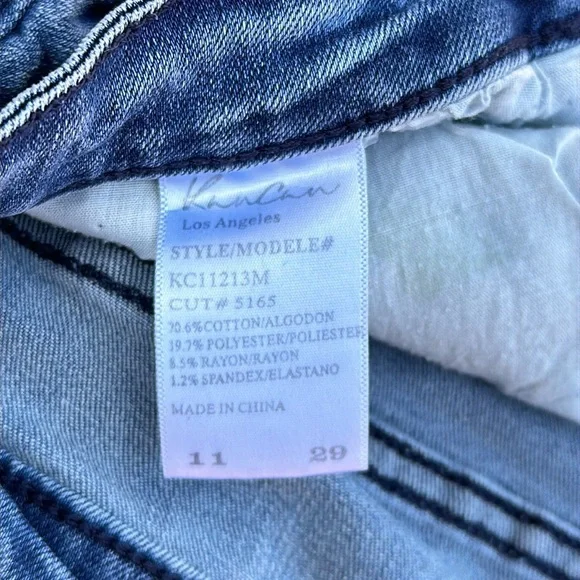 KanCan
Los Angeles
STYLE/MODELE#
KC11213M
CUT# 5165
70.6%COTTON/ALGODON
19.7% POLYESTER/POLIESTER
8.5% RAYON/RAYON
1.2% SPANDEX/ELASTANO
MADE IN CHINA
11 29